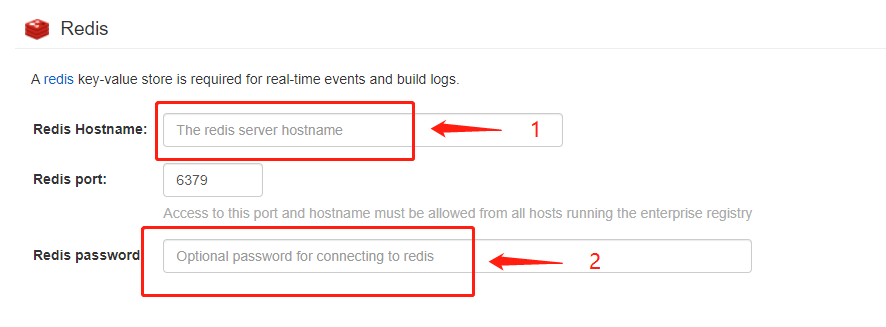 Redis
A redis key-value store is required for real-time events and build logs.
Redis Hostname: The redis server hostname 1
Redis port: 6379
Access to this port and hostname must be allowed from all hosts running the enterprise registry
Redis password Optional password for connecting to redis 2